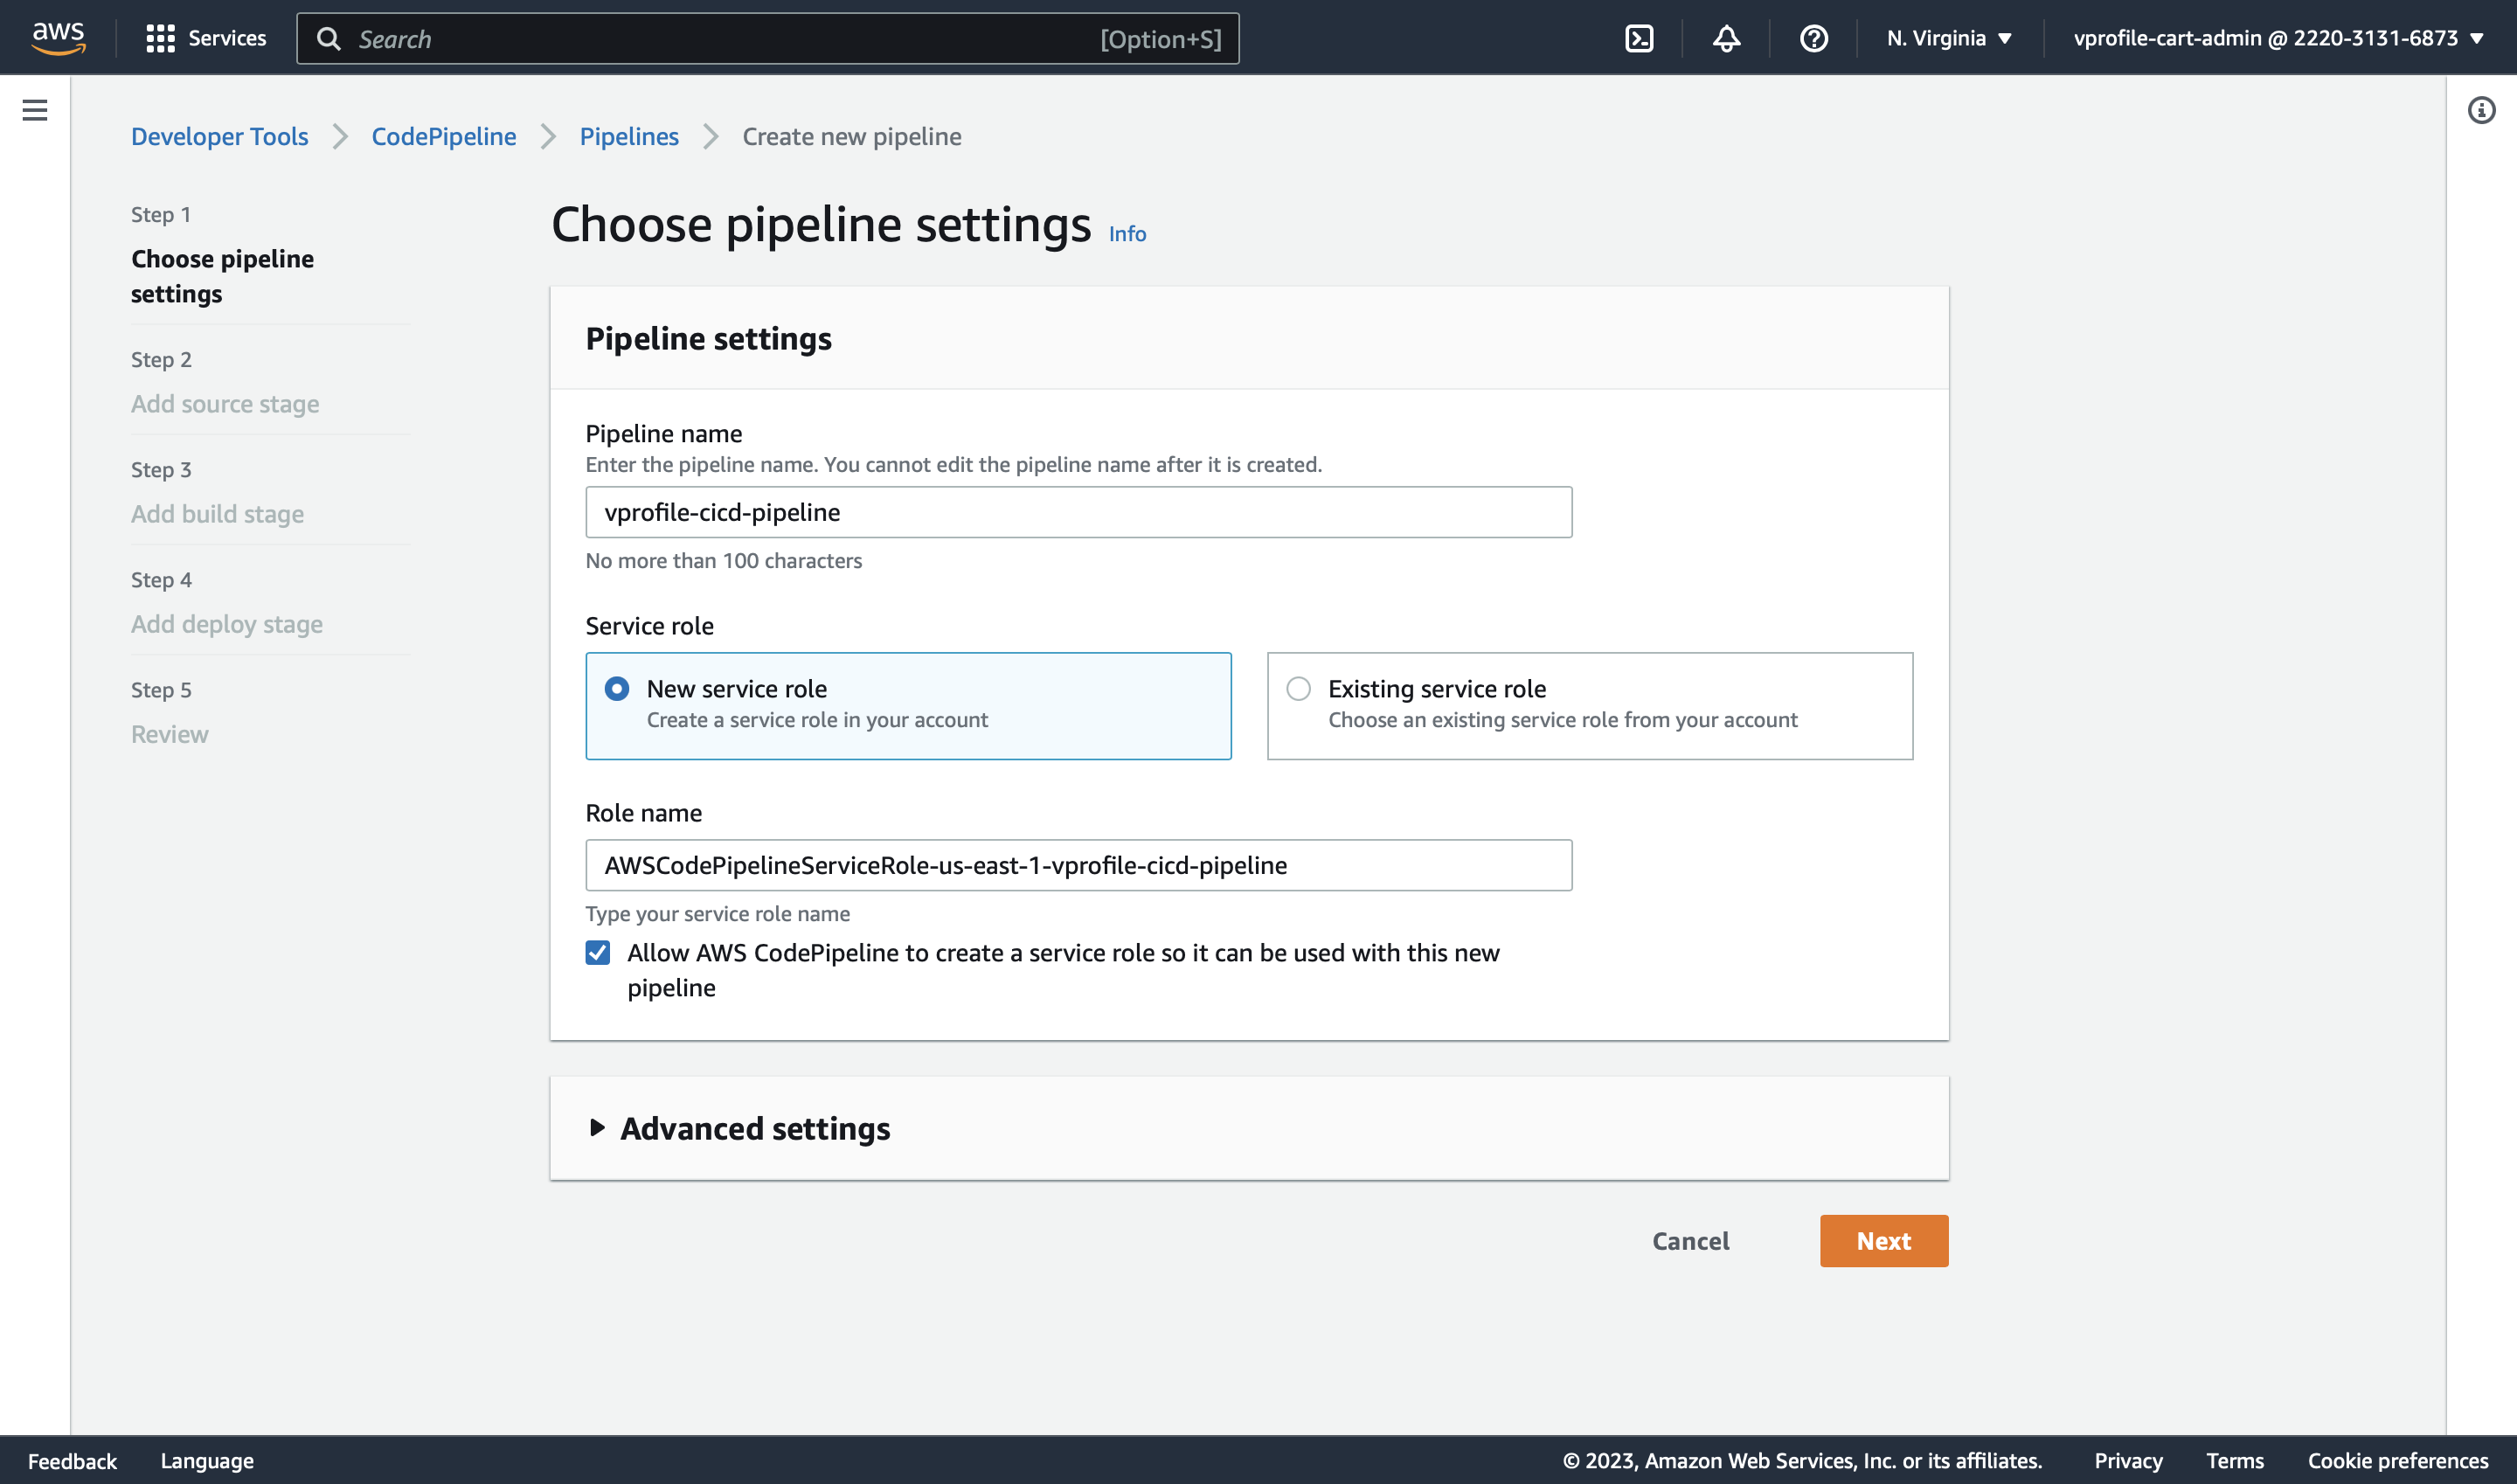 aws
Services
Search
[Option+S]
N. Virginia
vprofile-cart-admin @ 2220-3131-6873
Developer Tools
CodePipeline
Pipelines
Create new pipeline
Step 1
Choose pipeline
settings
Step 2
Add source stage
Step 3
Add build stage
Step 4
Add deploy stage
Step 5
Review
Choose pipeline settings Info
Pipeline settings
Pipeline name
Enter the pipeline name. You cannot edit the pipeline name after it is created.
vprofile-cicd-pipeline
No more than 100 characters
Service role
New service role
Create a service role in your account
Existing service role
Choose an existing service role from your account
Role name
AWSCodePipelineServiceRole-us-east-1-vprofile-cicd-pipeline
Type your service role name
Allow AWS CodePipeline to create a service role so it can be used with this new
pipeline
Advanced settings
Cancel
Next
Feedback
Language
© 2023, Amazon Web Services, Inc. or its affiliates.
Privacy
Terms
Cookie preferences